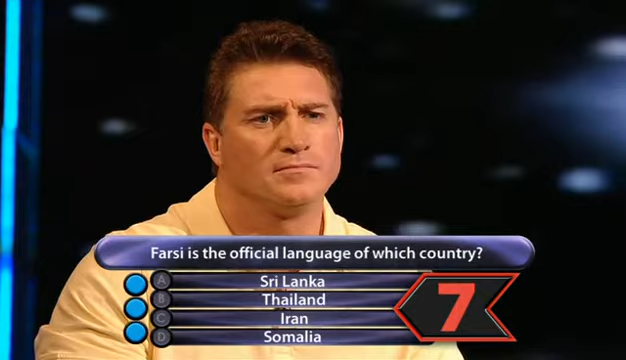 Farsi is the official language of which country?
A Sri Lanka
B Thailand
C Iran
D Somalia
7